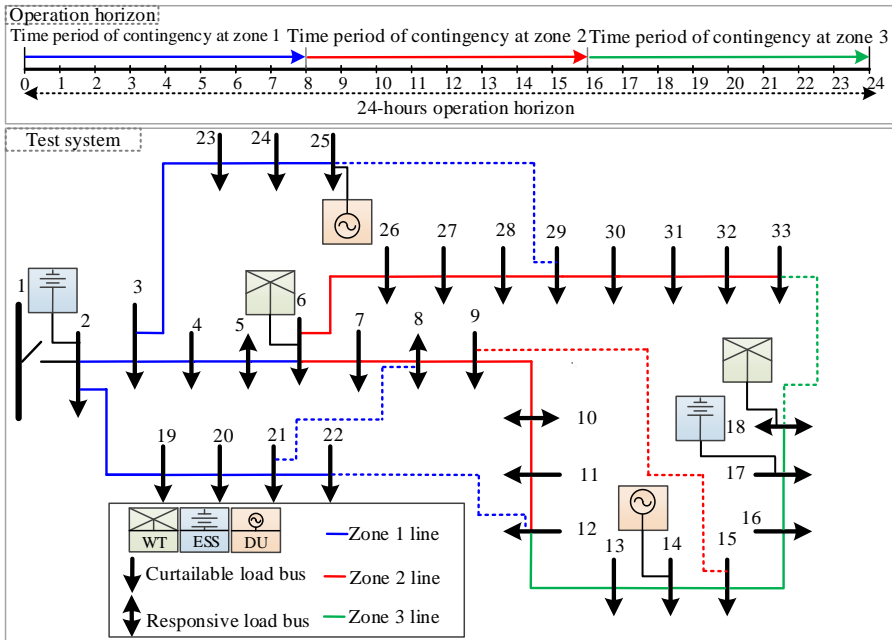 Operation horizon
Time period of contingency at zone 1
Time period of contingency at zone 2
Time period of contingency at zone 3
0 1 2 3 4 5 6 7 8 9 10 11 12 13 14 15 16 17 18 19 20 21 22 23 24
24-hours operation horizon
Test system
23 24 25
26 27 28 29 30 31 32 33
1 2 3 4 5 6 7 8 9
10
11
12
13 14 15
16
17
18
19 20 21 22
WT ESS DU
Curtailable load bus
Responsive load bus
Zone 1 line
Zone 2 line
Zone 3 line